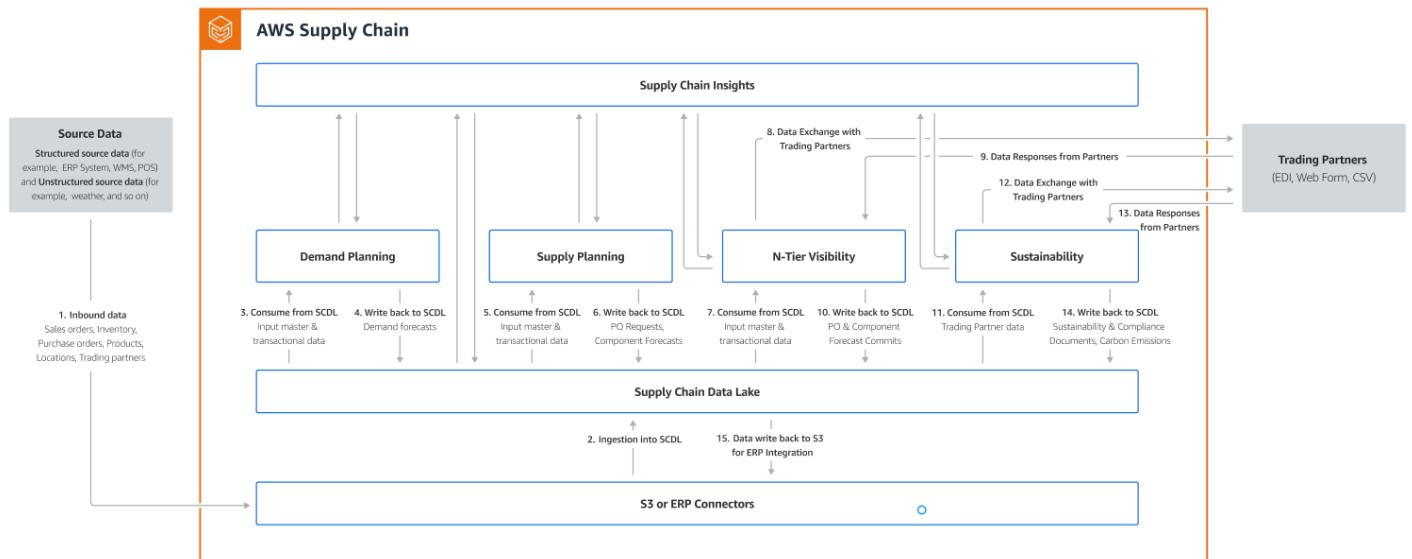 AWS Supply Chain
Supply Chain Insights
Source Data
Structured source data (for
example, ERP System, WMS, POS)
and Unstructured source data (for
example, weather, and so on)
8. Data Exchange with
Trading Partners
9. Data Responses from Partners
12. Data Exchange with
Trading Partners
13. Data Responses
from Partners
Trading Partners
(EDI, Web Form, CSV)
Demand Planning
Supply Planning
N-Tier Visibility
Sustainability
1. Inbound data
Sales orders, Inventory,
Purchase orders, Products,
Locations, Trading partners
3. Consume from SCDL
Input master &
transactional data
4. Write back to SCDL
Demand forecasts
5. Consume from SCDL
Input master &
transactional data
6. Write back to SCDL
PO Requests,
Component Forecasts
7. Consume from SCDL
Input master &
transactional data
10. Write back to SCDL
PO & Component
Forecast Commits
11. Consume from SCDL
Trading Partner data
14. Write back to SCDL
Sustainability & Compliance
Documents, Carbon Emissions
Supply Chain Data Lake
2. Ingestion into SCDL
15. Data write back to S3
for ERP Integration
S3 or ERP Connectors